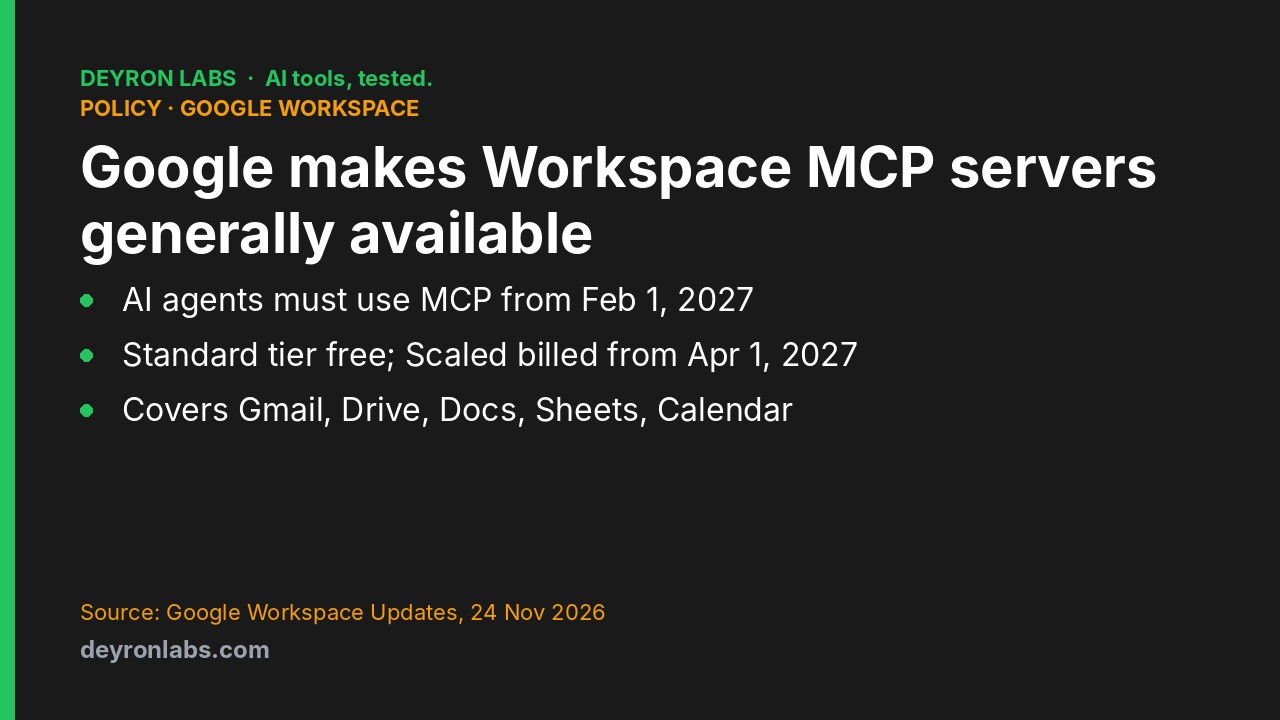 DEYRON LABS · AI tools, tested.
POLICY · GOOGLE WORKSPACE
Google makes Workspace MCP servers
generally available
AI agents must use MCP from Feb 1, 2027
Standard tier free; Scaled billed from Apr 1, 2027
Covers Gmail, Drive, Docs, Sheets, Calendar
Source: Google Workspace Updates, 24 Nov 2026
deyronlabs.com